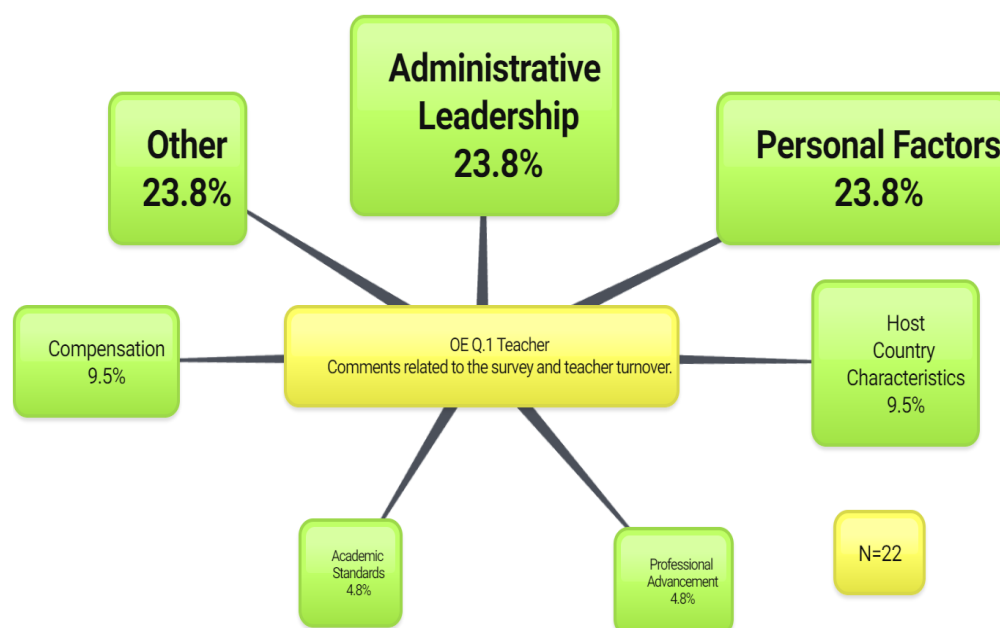 Administrative
Leadership
23.8%
Other
23.8%
Personal Factors
23.8%
Compensation
9.5%
OE Q.1 Teacher
Comments related to the survey and teacher turnover.
Host
Country
Characteristics
9.5%
Academic
Standards
4.8%
Professional
Advancement
4.8%
N=22